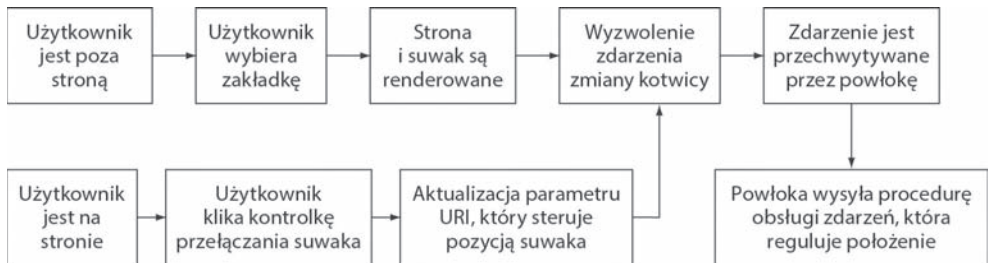 Użytkownik
jest poza
stroną
Użytkownik
wybiera
zakładkę
Strona
i suwak są
renderowane
Wyzwolenie
zdarzenia
zmiany kotwicy
Zdarzenie jest
przechwytywane
przez powłokę
Użytkownik
jest na
stronie
Użytkownik
klika kontrolkę
przełączania suwaka
Aktualizacja parametru
URI, który steruje
pozycją suwaka
Powłoka wysyła procedurę
obsługi zdarzeń, która
reguluje położenie